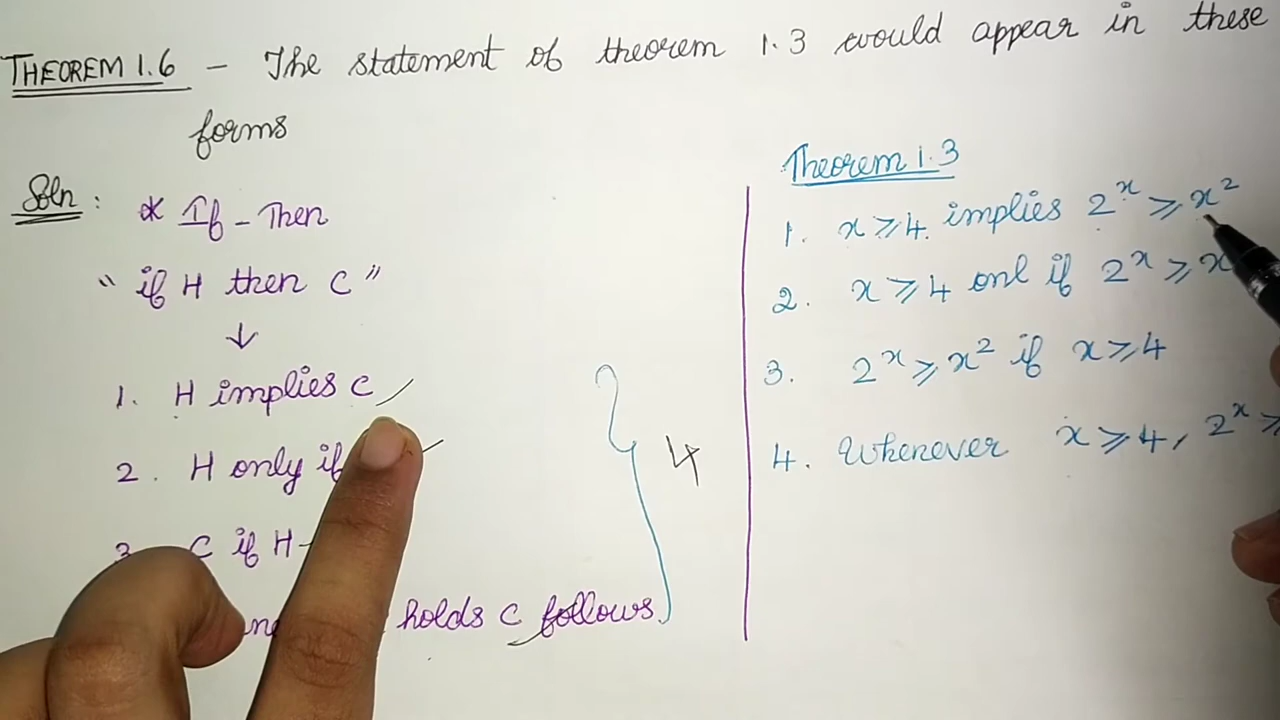 THEOREM 1.6 - The statement of theorem 1.3 would appear in these
forms
Soln :
* If - Then
" if H then C "
↓
1. H implies C
2. H only if
3. C if H
holds C follows.
4
Theorem 1.3
1. x ≥ 4 implies 2^x ≥ x^2
2. x ≥ 4 onl if 2^x ≥ x
3. 2^x ≥ x^2 if x ≥ 4
4. Whenever x ≥ 4, 2^x ≥